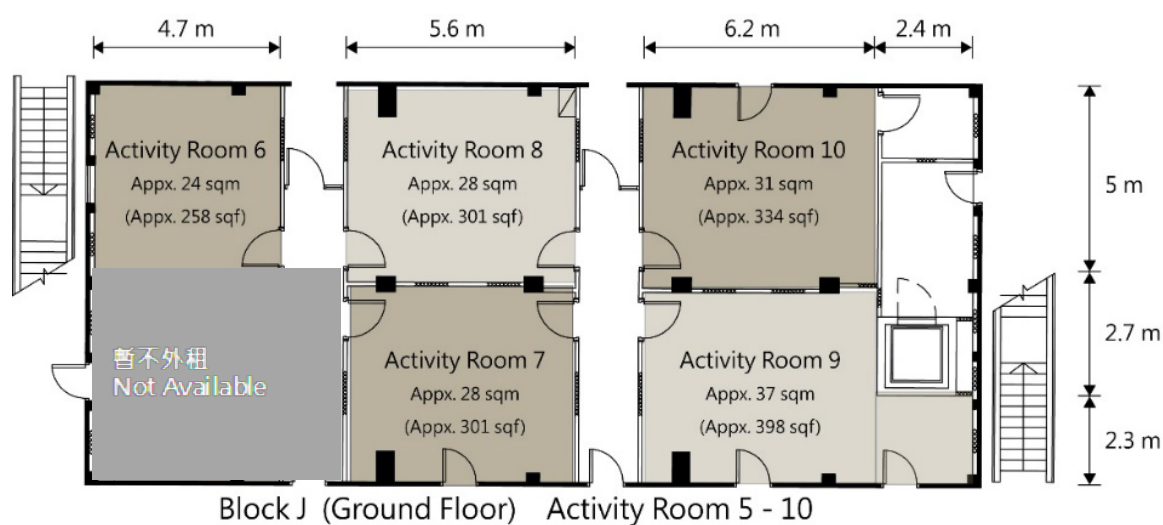 4.7 m
5.6 m
6.2 m
2.4 m
Activity Room 6
Appx. 24 sqm
(Appx. 258 sqf)
Activity Room 8
Appx. 28 sqm
(Appx. 301 sqf)
Activity Room 10
Appx. 31 sqm
(Appx. 334 sqf)
5 m
暫不外租
Not Available
Activity Room 7
Appx. 28 sqm
(Appx. 301 sqf)
Activity Room 9
Appx. 37 sqm
(Appx. 398 sqf)
2.7 m
2.3 m
Block J (Ground Floor) Activity Room 5 - 10